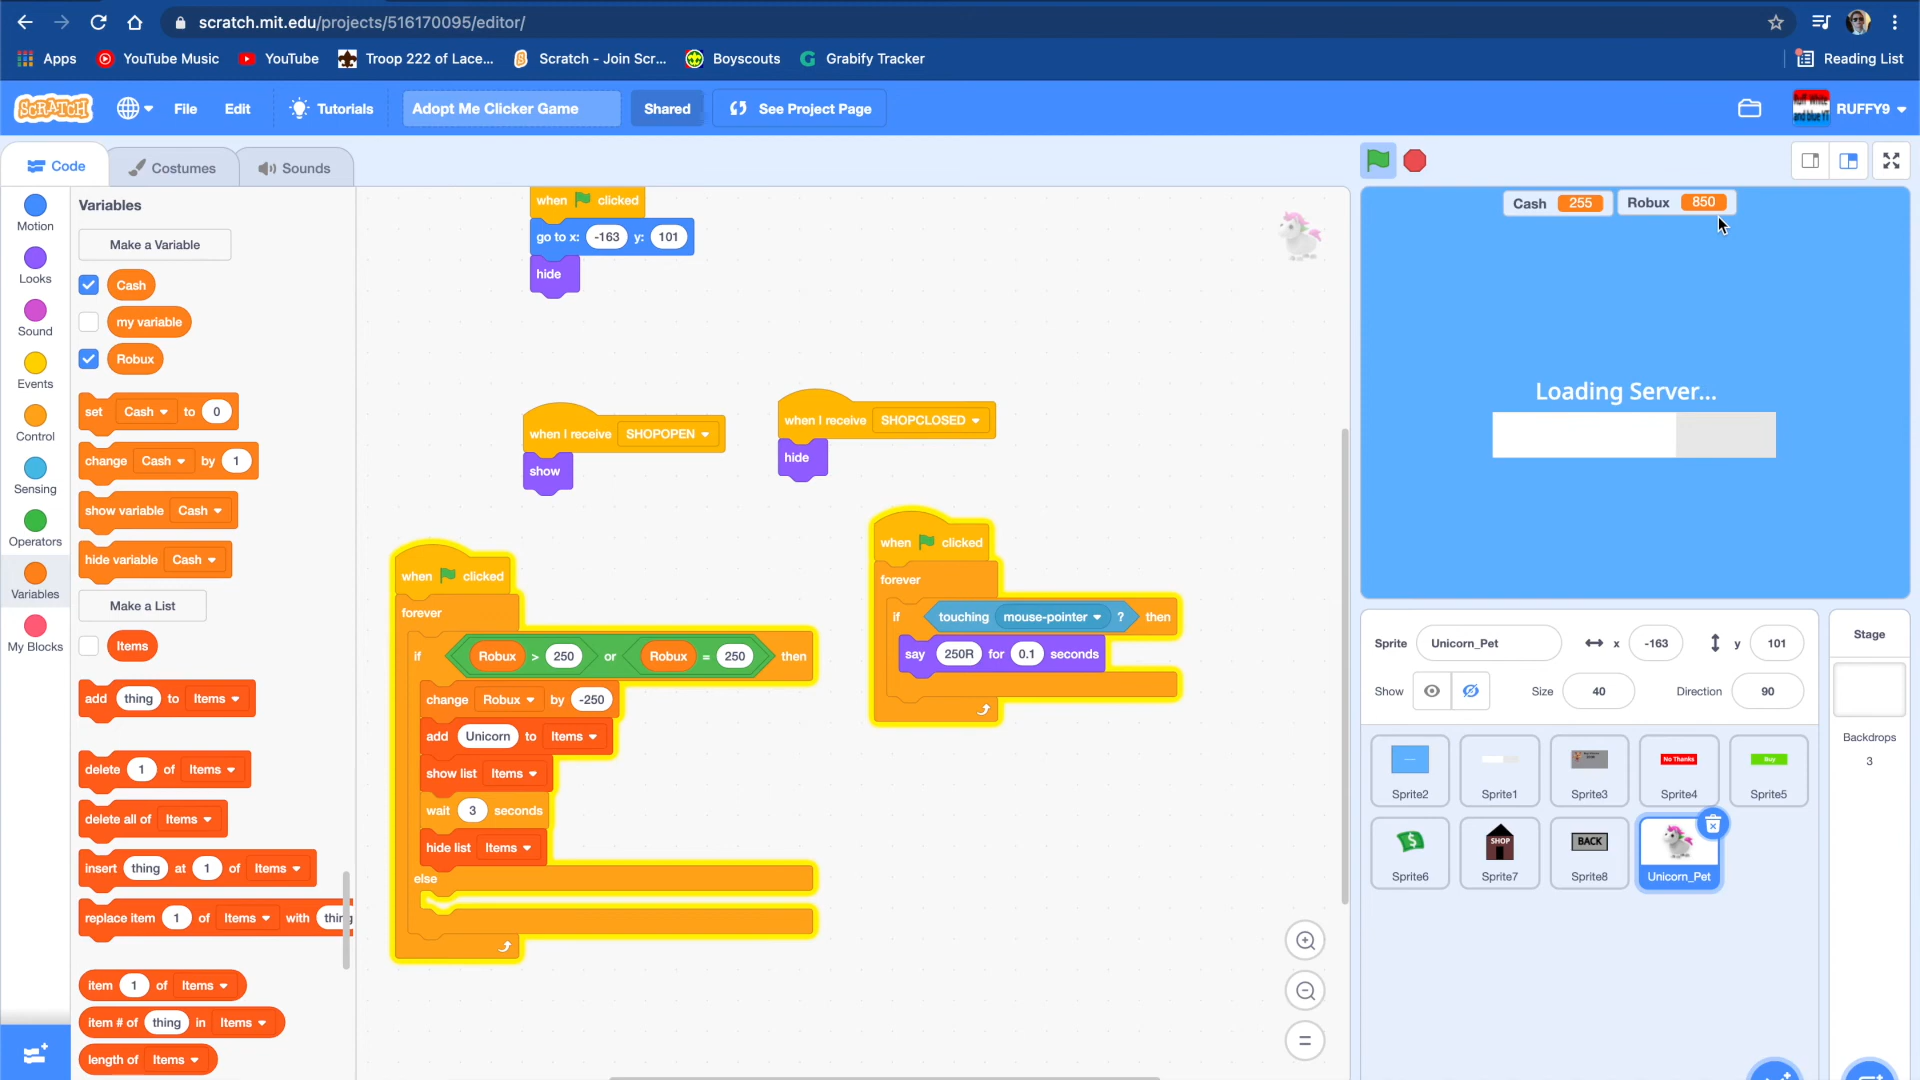 scratch.mit.edu/projects/516170095/editor/
Apps YouTube Music YouTube Troop 222 of Lace... Scratch - Join Scr... Boyscouts Grabify Tracker Reading List
SCRATCH File Edit Tutorials Adopt Me Clicker Game Shared See Project Page RUFFY9
Code Costumes Sounds
Motion
Looks
Sound
Events
Control
Sensing
Operators
Variables
My Blocks
Variables
Make a Variable
Cash
my variable
Robux
set Cash to 0
change Cash by 1
show variable Cash
hide variable Cash
Make a List
Items
add thing to Items
delete 1 of Items
delete all of Items
insert thing at 1 of Items
replace item 1 of Items with thing
item 1 of Items
item # of thing in Items
length of Items
when clicked
go to x: -163 y: 101
hide
when I receive SHOPOPEN
show
when I receive SHOPCLOSED
hide
when clicked
forever
if Robux > 250 or Robux = 250 then
change Robux by -250
add Unicorn to Items
show list Items
wait 3 seconds
hide list Items
else
when clicked
forever
if touching mouse-pointer ? then
say 250R for 0.1 seconds
Cash 255 Robux 850
Loading Server...
Sprite Unicorn_Pet x -163 y 101
Show Size 40 Direction 90
Stage
Backdrops
3
Sprite2
Sprite1
Sprite3
No Thanks
Sprite4
Buy
Sprite5
Sprite6
SHOP
Sprite7
BACK
Sprite8
Unicorn_Pet